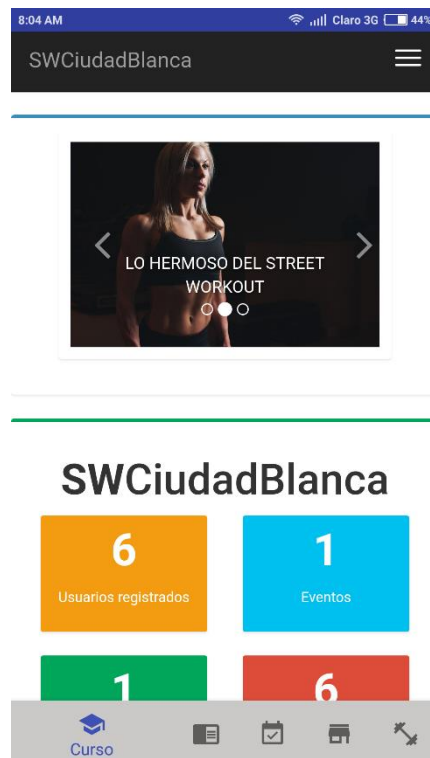 8:04 AM Claro 3G 44%
SWCiudadBlanca
LO HERMOSO DEL STREET
WORKOUT
SWCiudadBlanca
6
Usuarios registrados
1
Eventos
1
6
Curso